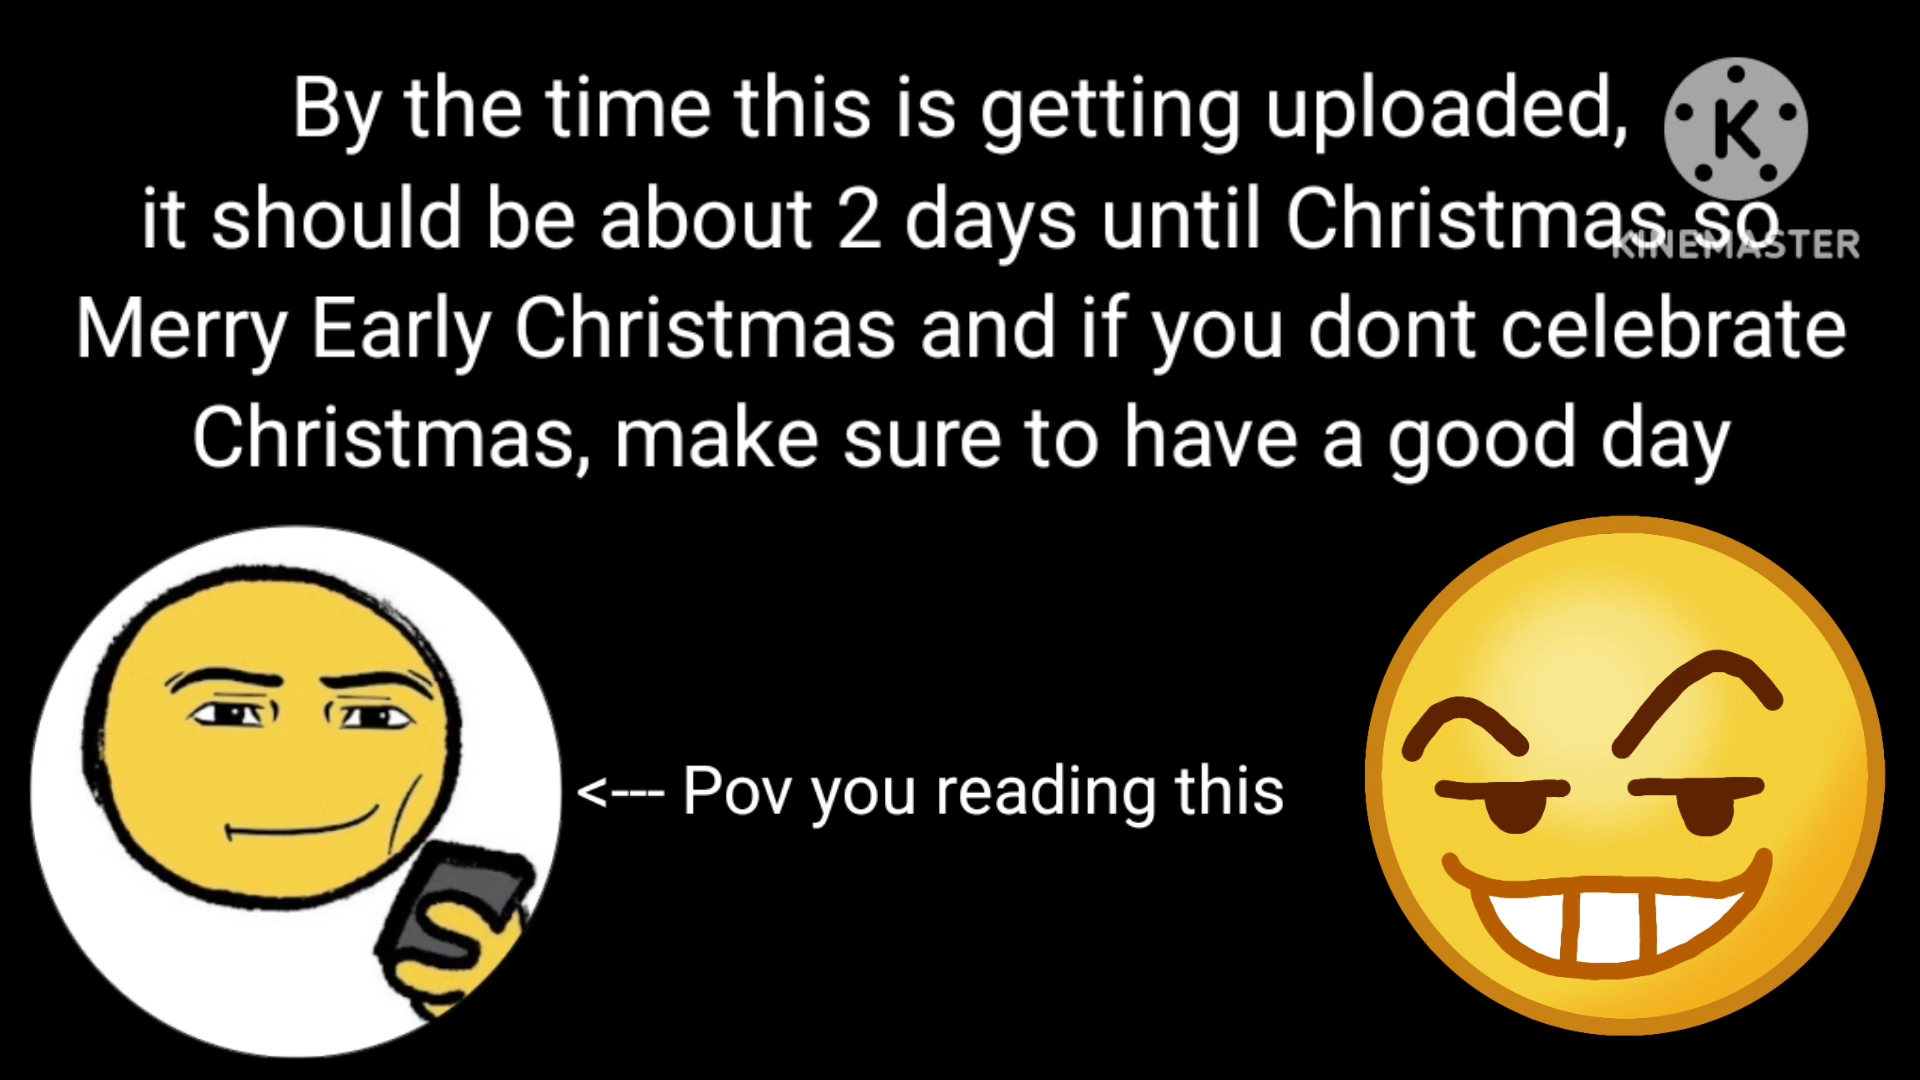 By the time this is getting uploaded,
it should be about 2 days until Christmas so
Merry Early Christmas and if you dont celebrate
Christmas, make sure to have a good day
K
KINEMASTER
<--- Pov you reading this